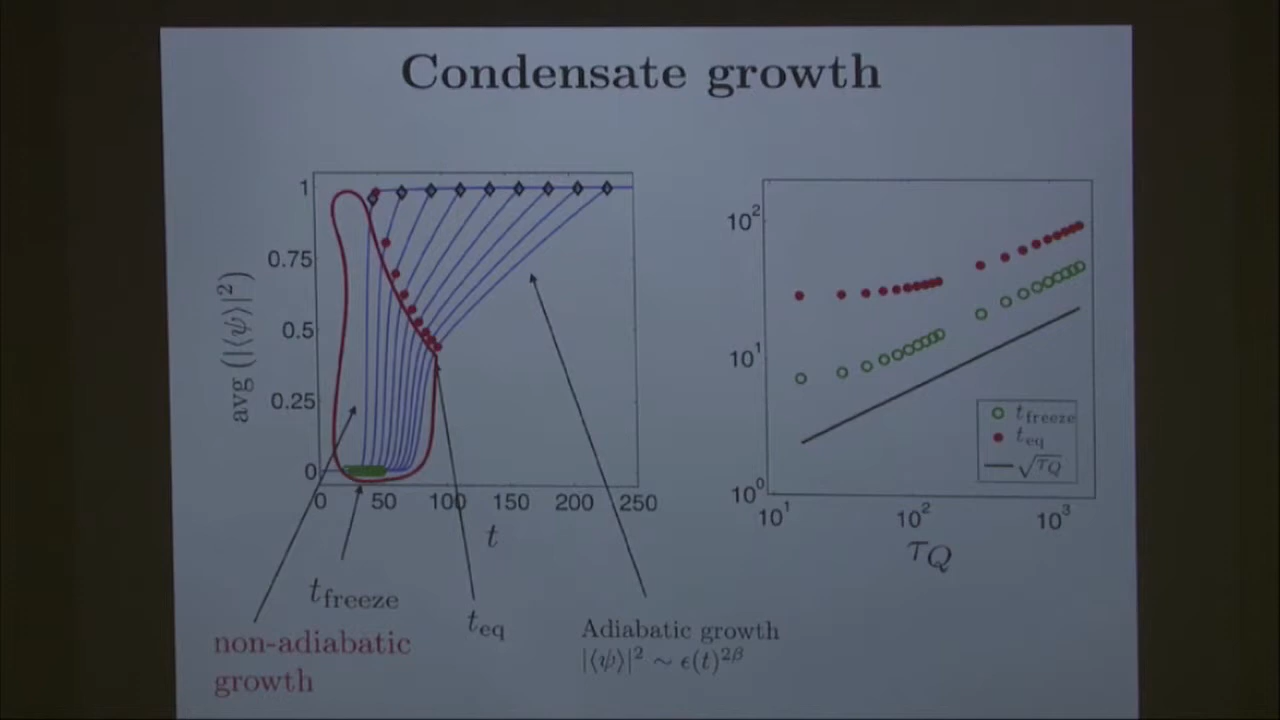 Condensate growth
avg (|⟨ψ⟩|²)
1
0.75
0.5
0.25
0
0 50 100 150 200 250
t
t_freeze
non-adiabatic
growth
t_eq
Adiabatic growth
|⟨ψ⟩|² ∼ ϵ(t)^{2β}
10²
10¹
10⁰
10¹ 10² 10³
τ_Q
t_freeze
t_eq
√τ_Q